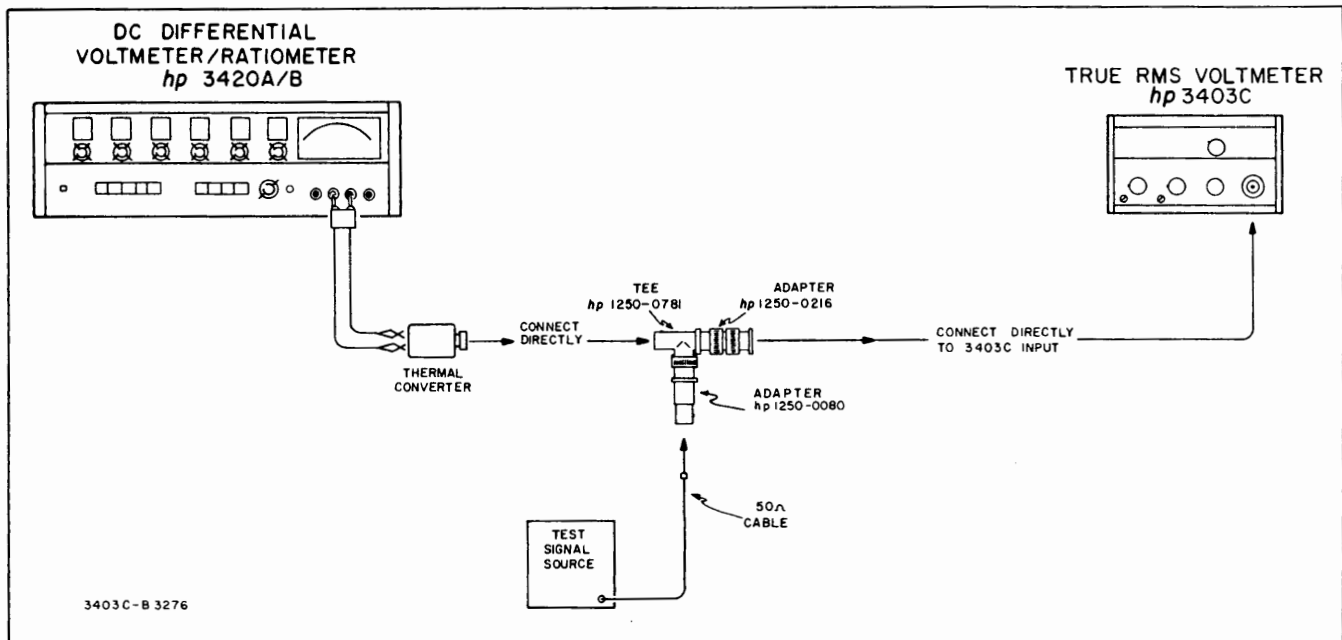 DC DIFFERENTIAL
VOLTMETER/RATIOMETER
hp 3420A/B
TRUE RMS VOLTMETER
hp 3403C
TEE
hp 1250-0781
ADAPTER
hp 1250-0216
CONNECT
DIRECTLY
CONNECT DIRECTLY
TO 3403C INPUT
THERMAL
CONVERTER
ADAPTER
hp 1250-0080
50Ω
CABLE
TEST
SIGNAL
SOURCE
3403C-B3276